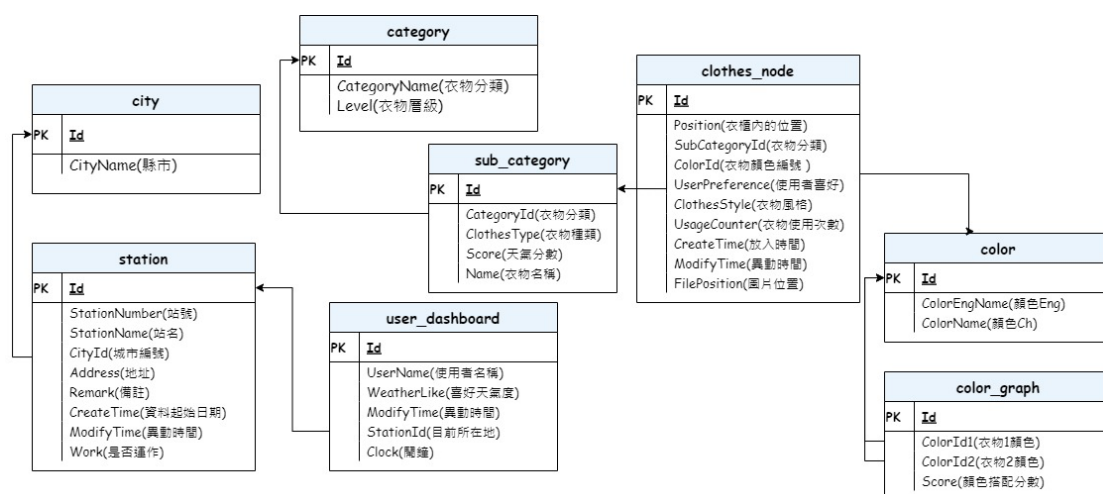 category
PK Id
CategoryName(衣物分類)
Level(衣物層級)
city
PK Id
CityName(縣市)
clothes_node
PK Id
Position(衣櫃內的位置)
SubCategoryId(衣物分類)
ColorId(衣物顏色編號 )
UserPreference(使用者喜好)
ClothesStyle(衣物風格)
UsageCounter(衣物使用次數)
CreateTime(放入時間)
ModifyTime(異動時間)
FilePosition(圖片位置)
sub_category
PK Id
CategoryId(衣物分類)
ClothesType(衣物種類)
Score(天氣分數)
Name(衣物名稱)
station
PK Id
StationNumber(站號)
StationName(站名)
CityId(城市編號)
Address(地址)
Remark(備註)
CreateTime(資料起始日期)
ModifyTime(異動時間)
Work(是否運作)
user_dashboard
PK Id
UserName(使用者名稱)
WeatherLike(喜好天氣度)
ModifyTime(異動時間)
StationId(目前所在地)
Clock(鬧鐘)
color
PK Id
ColorEngName(顏色Eng)
ColorName(顏色Ch)
color_graph
PK Id
ColorId1(衣物1顏色)
ColorId2(衣物2顏色)
Score(顏色搭配分數)